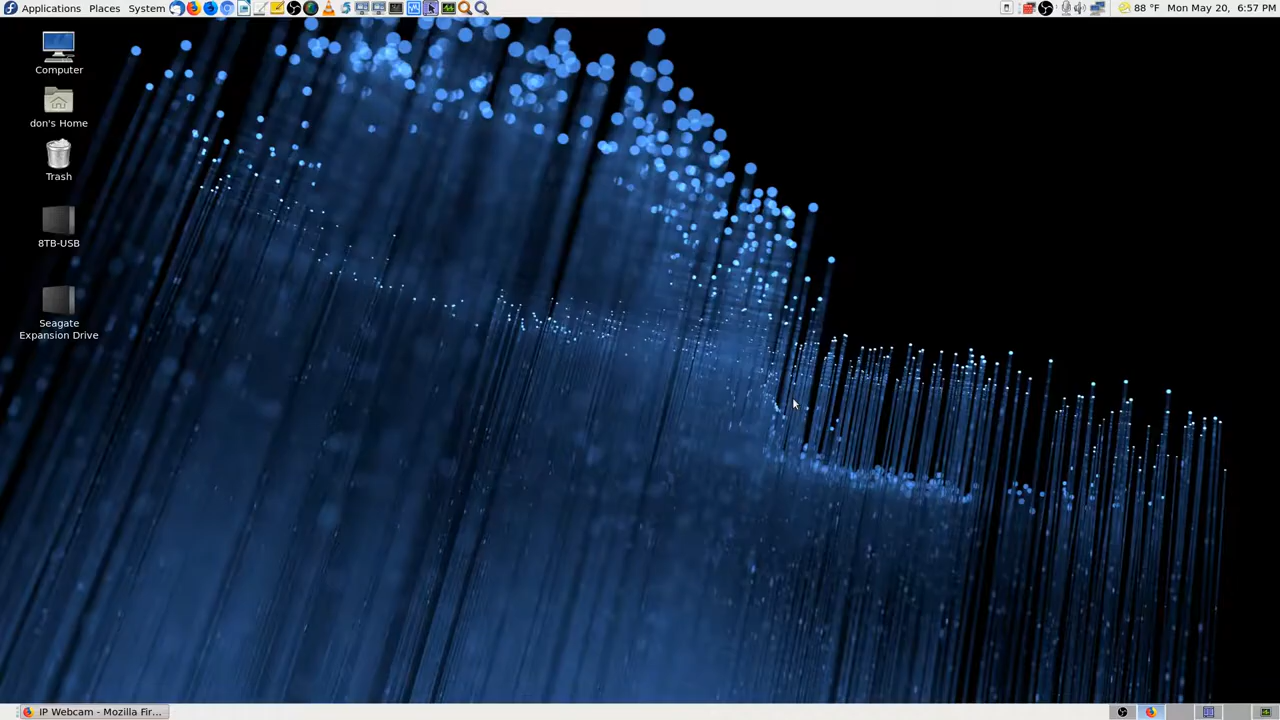 Applications Places System 88 °F Mon May 20, 6:57 PM
Computer
don's Home
Trash
8TB-USB
Seagate
Expansion Drive
IP Webcam - Mozilla Fir...